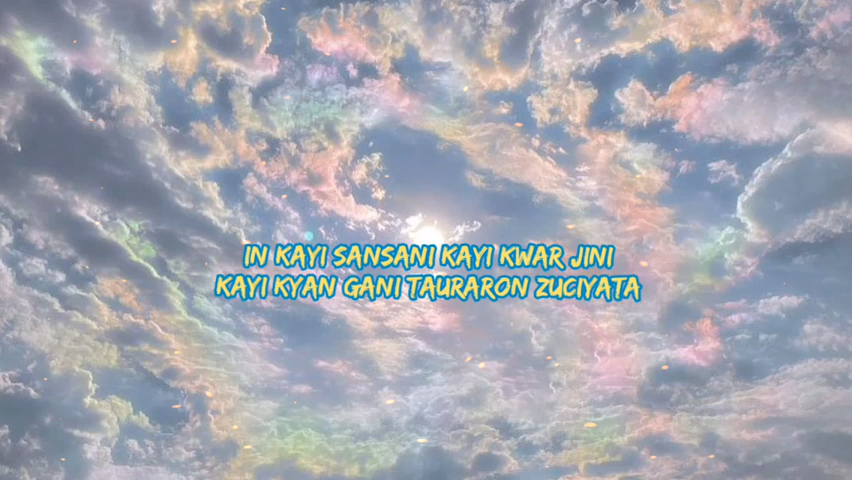 IN KAYI SANSANI KAYI KWAR JINI
KAYI KYAN GANI TAURARON ZUCIYATA